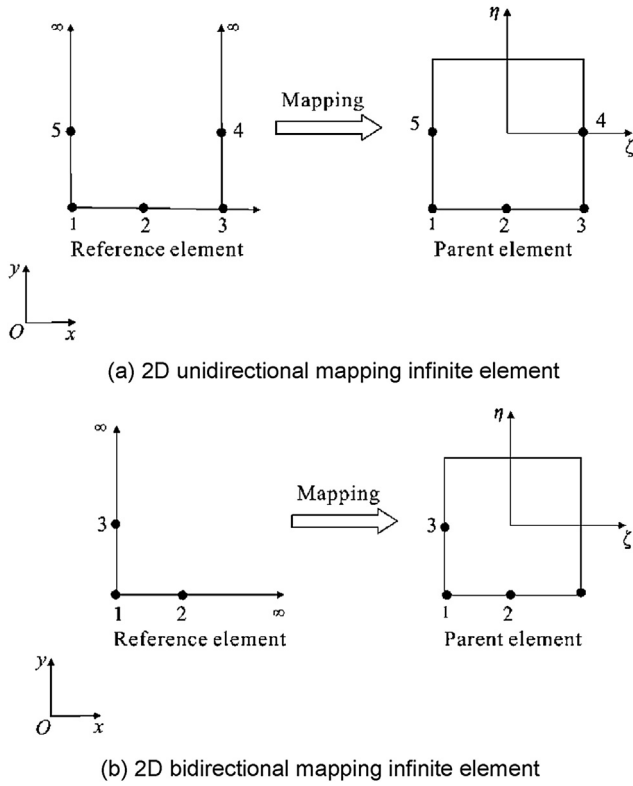 ∞ ∞ η
Mapping
5 4 5 4
ζ
1 2 3 1 2 3
Reference element Parent element
y
O x
(a) 2D unidirectional mapping infinite element
∞ η
Mapping
3 3
ζ
1 2 ∞ 1 2
Reference element Parent element
y
O x
(b) 2D bidirectional mapping infinite element